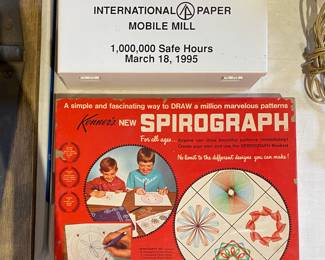 INTERNATIONAL PAPER
MOBILE MILL
1,000,000 Safe Hours
March 18, 1995
A simple and fascinating way to DRAW a million marvelous patterns
Kenner's NEW SPIROGRAPH
For all ages
No limit to the different designs you can make!